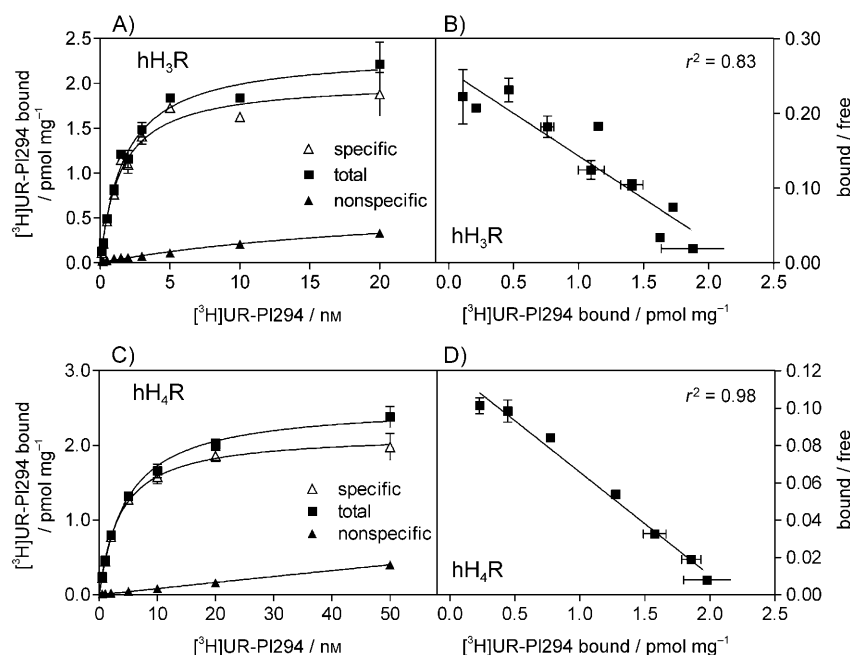 A)
hH₃R
[³H]UR-PI294 bound
/ pmol mg⁻¹
2.5
2.0
1.5
1.0
0.5
0.0
specific
total
nonspecific
0
5
10
15
20
[³H]UR-PI294 / nM
B)
r² = 0.83
hH₃R
0.30
0.20
0.10
0.00
bound / free
0.0
0.5
1.0
1.5
2.0
2.5
[³H]UR-PI294 bound / pmol mg⁻¹
C)
hH₄R
[³H]UR-PI294 bound
/ pmol mg⁻¹
3.0
2.0
1.0
0.0
specific
total
nonspecific
0
10
20
30
40
50
[³H]UR-PI294 / nM
D)
r² = 0.98
hH₄R
0.12
0.10
0.08
0.06
0.04
0.02
0.00
bound / free
0.0
0.5
1.0
1.5
2.0
2.5
[³H]UR-PI294 bound / pmol mg⁻¹